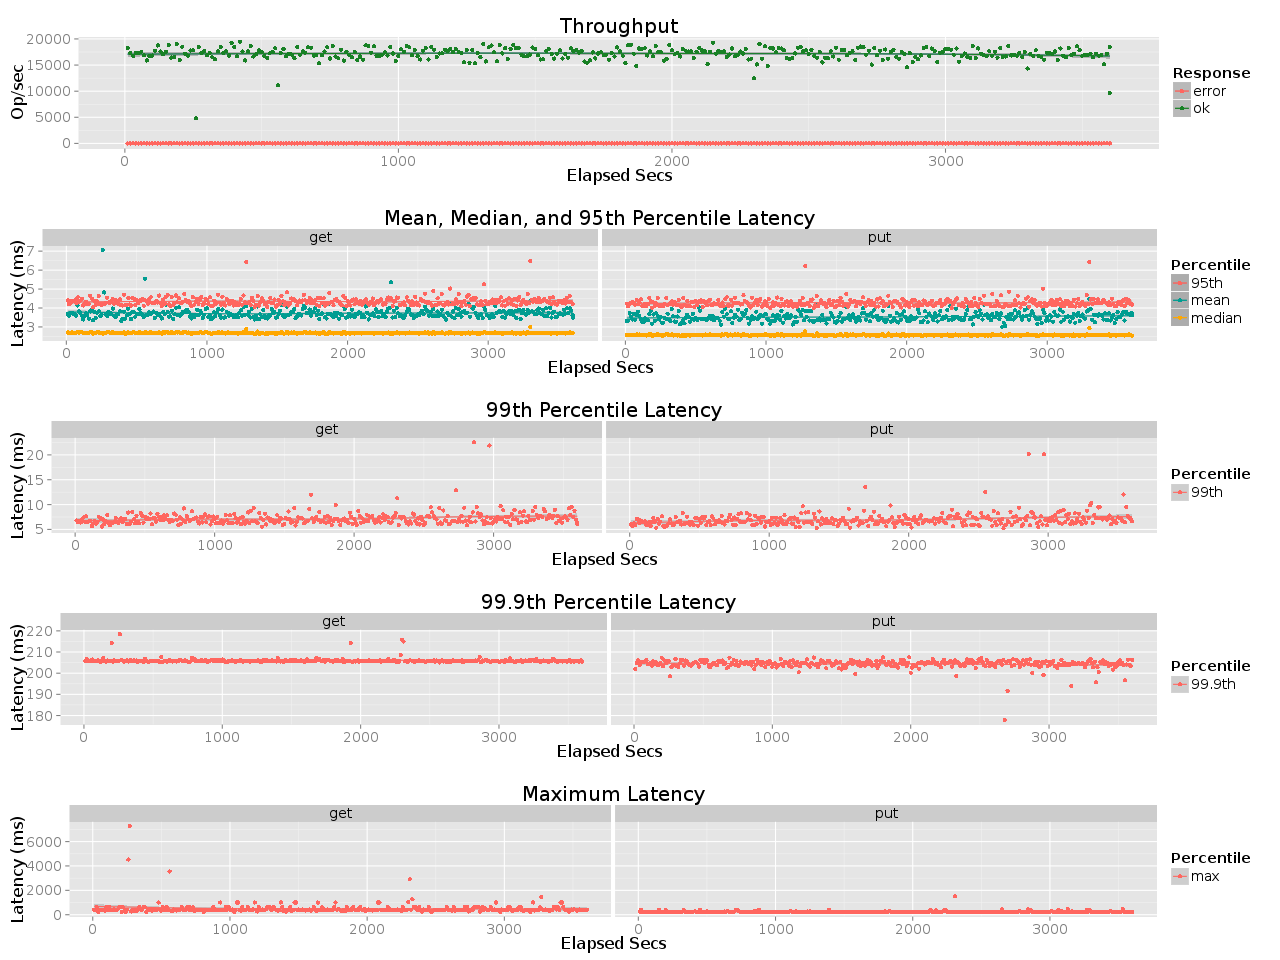 Throughput
Op/sec
20000
15000
10000
5000
0
0 1000 2000 3000
Elapsed Secs
Response
error
ok
Mean, Median, and 95th Percentile Latency
get put
Latency (ms)
7
6
5
4
3
0 1000 2000 3000 0 1000 2000 3000
Elapsed Secs
Percentile
95th
mean
median
99th Percentile Latency
get put
Latency (ms)
20
15
10
5
0 1000 2000 3000 0 1000 2000 3000
Elapsed Secs
Percentile
99th
99.9th Percentile Latency
get put
Latency (ms)
220
210
200
190
180
0 1000 2000 3000 0 1000 2000 3000
Elapsed Secs
Percentile
99.9th
Maximum Latency
get put
Latency (ms)
6000
4000
2000
0
0 1000 2000 3000 0 1000 2000 3000
Elapsed Secs
Percentile
max